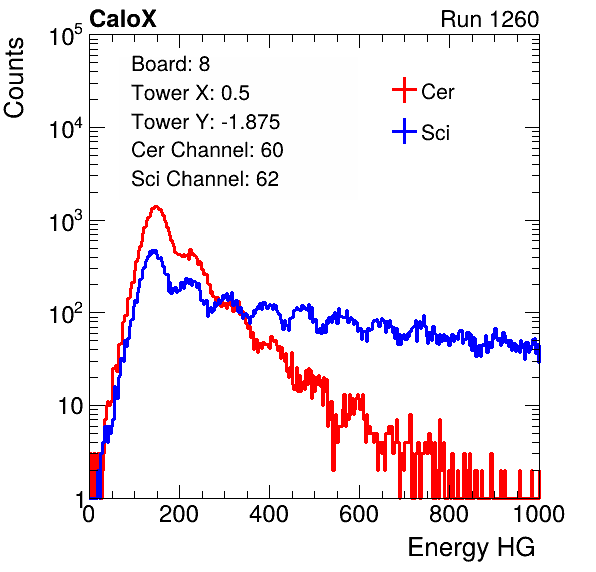 CaloX Run 1260
Counts
10^5
10^4
10^3
10^2
10
1
Board: 8
Tower X: 0.5
Tower Y: -1.875
Cer Channel: 60
Sci Channel: 62
Cer
Sci
0 200 400 600 800 1000
Energy HG